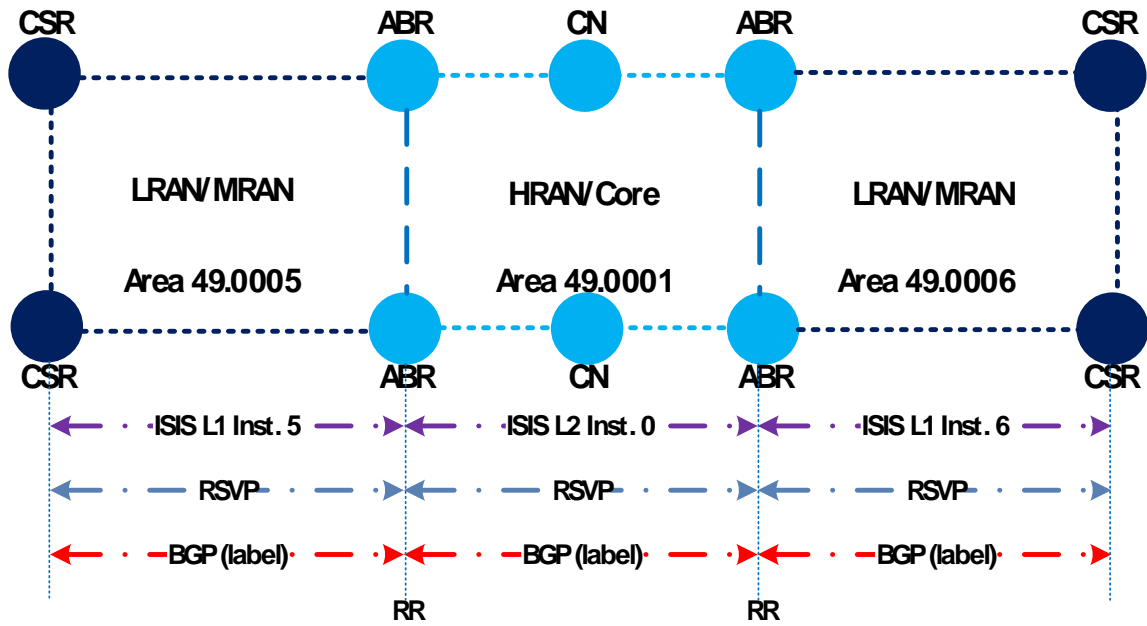 CSR ABR CN ABR CSR
LRAN/MRAN HRAN/Core LRAN/MRAN
Area 49.0005 Area 49.0001 Area 49.0006
CSR ABR CN ABR CSR
ISIS L1 Inst. 5 ISIS L2 Inst. 0 ISIS L1 Inst. 6
RSVP RSVP RSVP
BGP (label) BGP (label) BGP (label)
RR RR